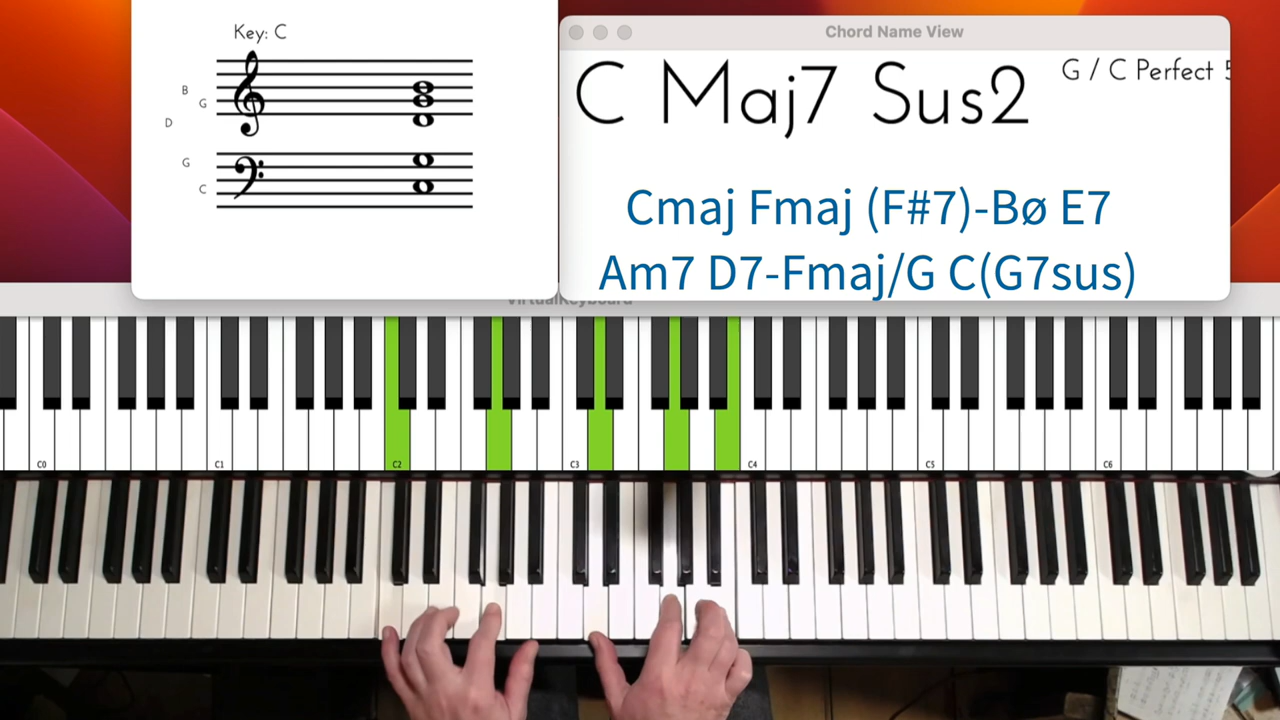 Key: C
B
G
D
G
C
Chord Name View
C Maj7 Sus2
G / C Perfect
Cmaj Fmaj (F#7)-Bø E7
Am7 D7-Fmaj/G C(G7sus)
VirtualKeyboard
C0 C1 C2 C3 C4 C5 C6